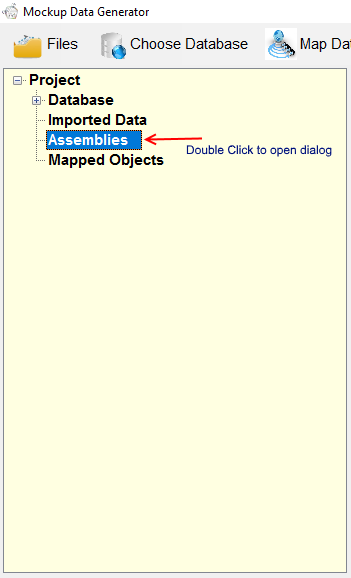 Mockup Data Generator
Files Choose Database Map Dat
Project
Database
Imported Data
Assemblies
Double Click to open dialog
Mapped Objects